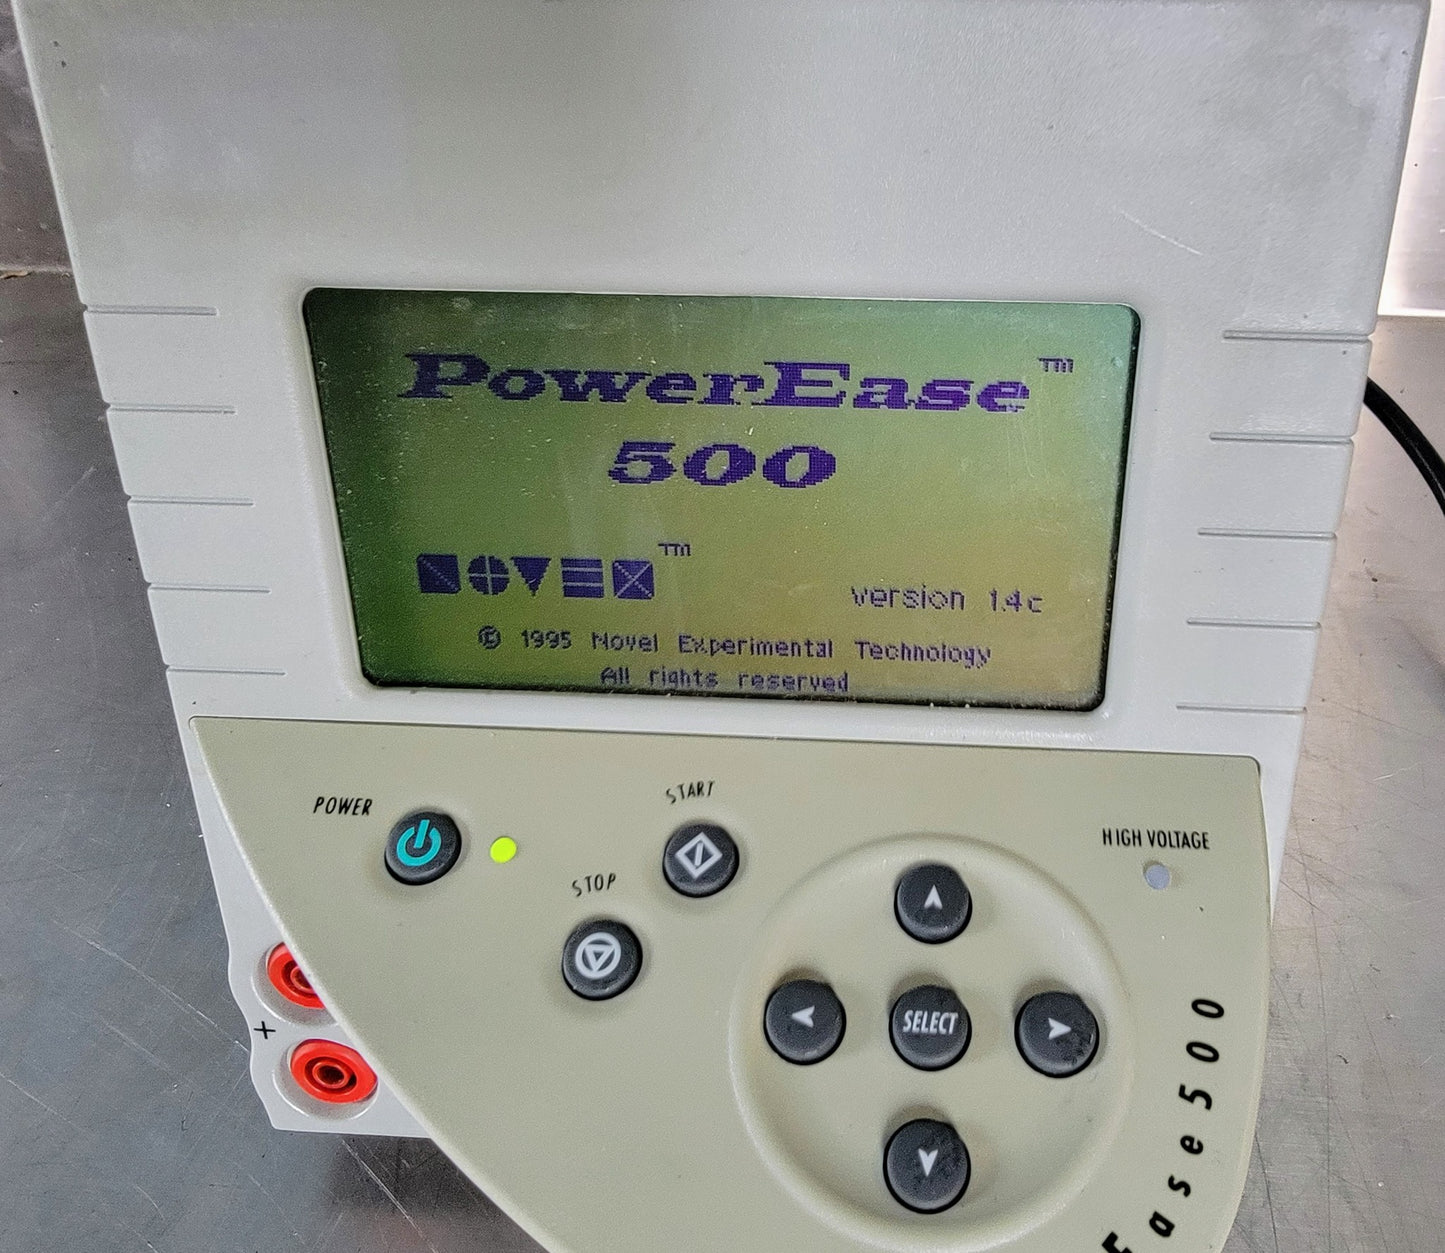 PowerEase™
500
NOVEX™
version 1.4c
© 1995 Novel Experimental Technology
All rights reserved
POWER
START
STOP
HIGH VOLTAGE
SELECT
+
Ease500